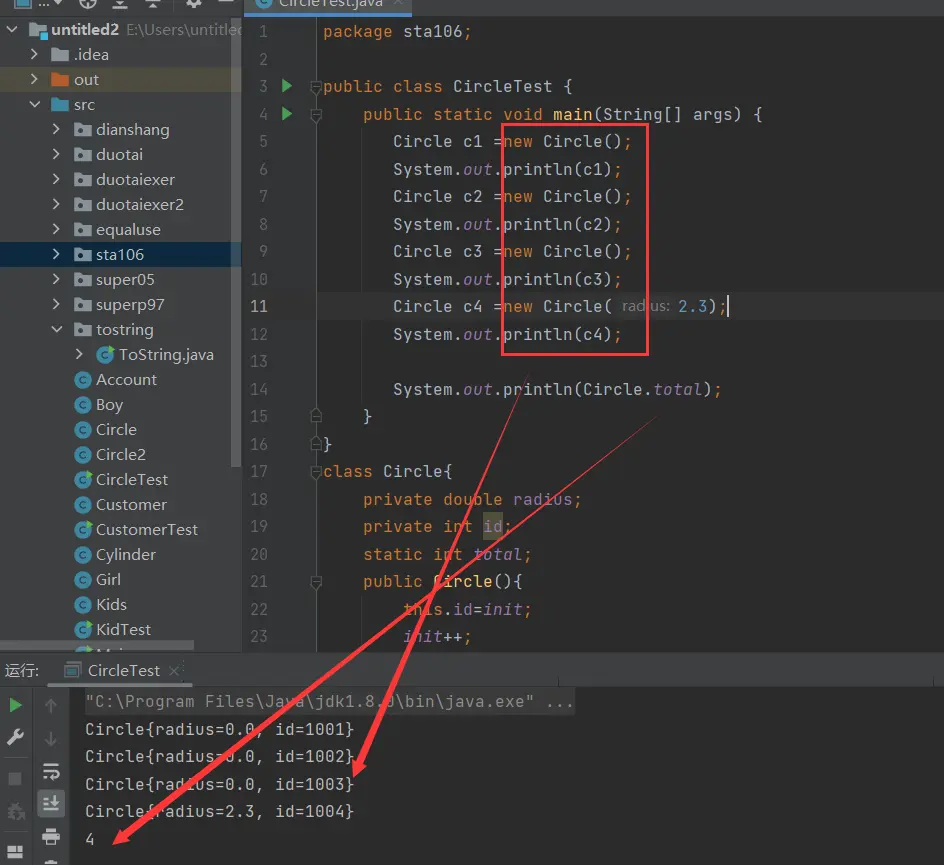 CircleTest.java
untitled2 E:\Users\untitle
.idea
out
src
dianshang
duotai
duotaiexer
duotaiexer2
equaluse
sta106
super05
superp97
tostring
ToString.java
Account
Boy
Circle
Circle2
CircleTest
Customer
CustomerTest
Cylinder
Girl
Kids
KidTest
1 package sta106;
2
3 public class CircleTest {
4 public static void main(String[] args) {
5 Circle c1 =new Circle();
6 System.out.println(c1);
7 Circle c2 =new Circle();
8 System.out.println(c2);
9 Circle c3 =new Circle();
10 System.out.println(c3);
11 Circle c4 =new Circle( radius: 2.3);
12 System.out.println(c4);
13
14 System.out.println(Circle.total);
15 }
16 }
17 class Circle{
18 private double radius;
19 private int id;
20 static int total;
21 public Circle(){
22 this.id=init;
23 init++;
运行: CircleTest
"C:\Program Files\Java\jdk1.8.0\bin\java.exe" ...
Circle{radius=0.0, id=1001}
Circle{radius=0.0, id=1002}
Circle{radius=0.0, id=1003}
Circle{radius=2.3, id=1004}
4